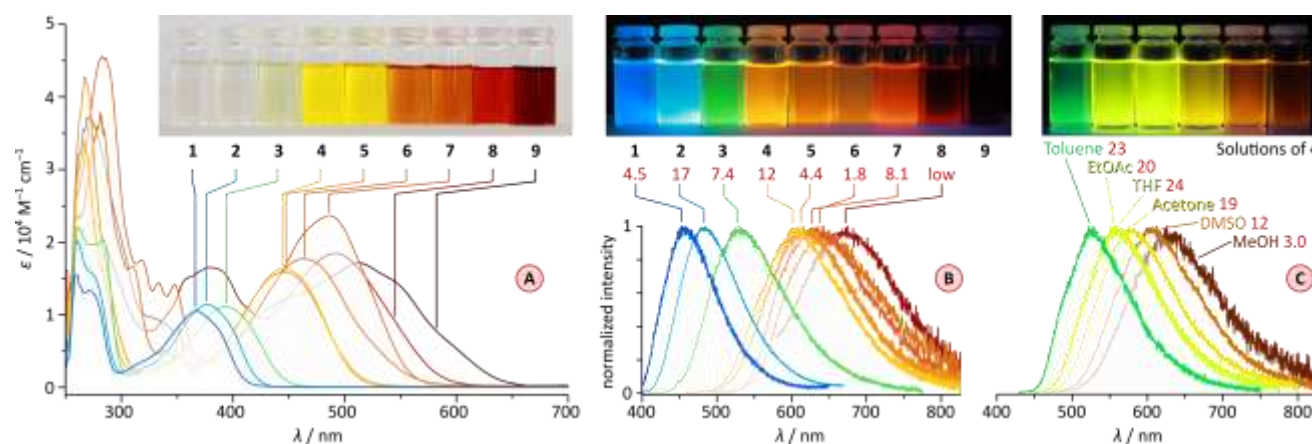 5
4
3
2
1
0
ε / 10⁴ M⁻¹ cm⁻¹
1 2 3 4 5 6 7 8 9
A
300 400 500 600 700
λ / nm
1 2 3 4 5 6 7 8 9
4.5 17 7.4 12 4.4 1.8 8.1 low
1
0
normalized intensity
B
400 500 600 700 800
λ / nm
Toluene 23
Solutions of 4
EtOAc 20
THF 24
Acetone 19
DMSO 12
MeOH 3.0
C
400 500 600 700 800
λ / nm